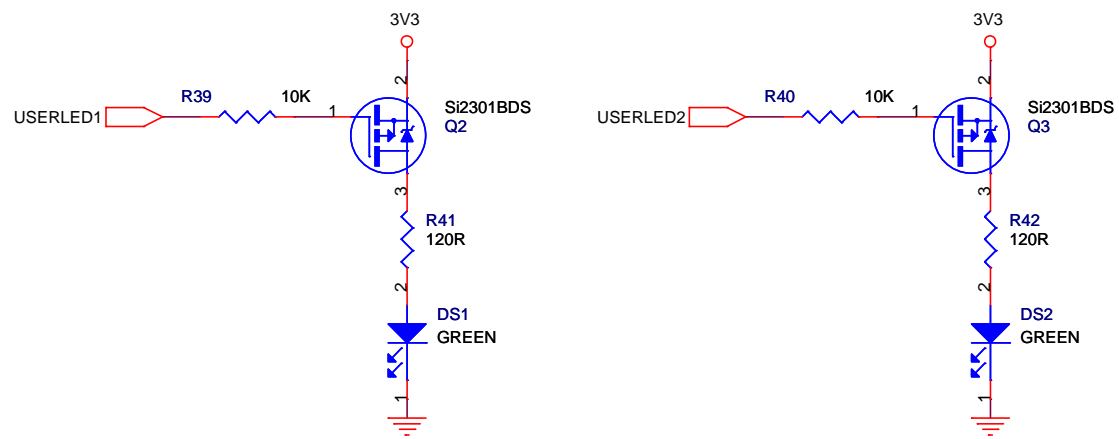 3V3
2
R39
10K
1
Si2301BDS
USERLED1
Q2
3
R41
120R
2
DS1
GREEN
1
3V3
2
R40
10K
1
Si2301BDS
USERLED2
Q3
3
R42
120R
2
DS2
GREEN
1